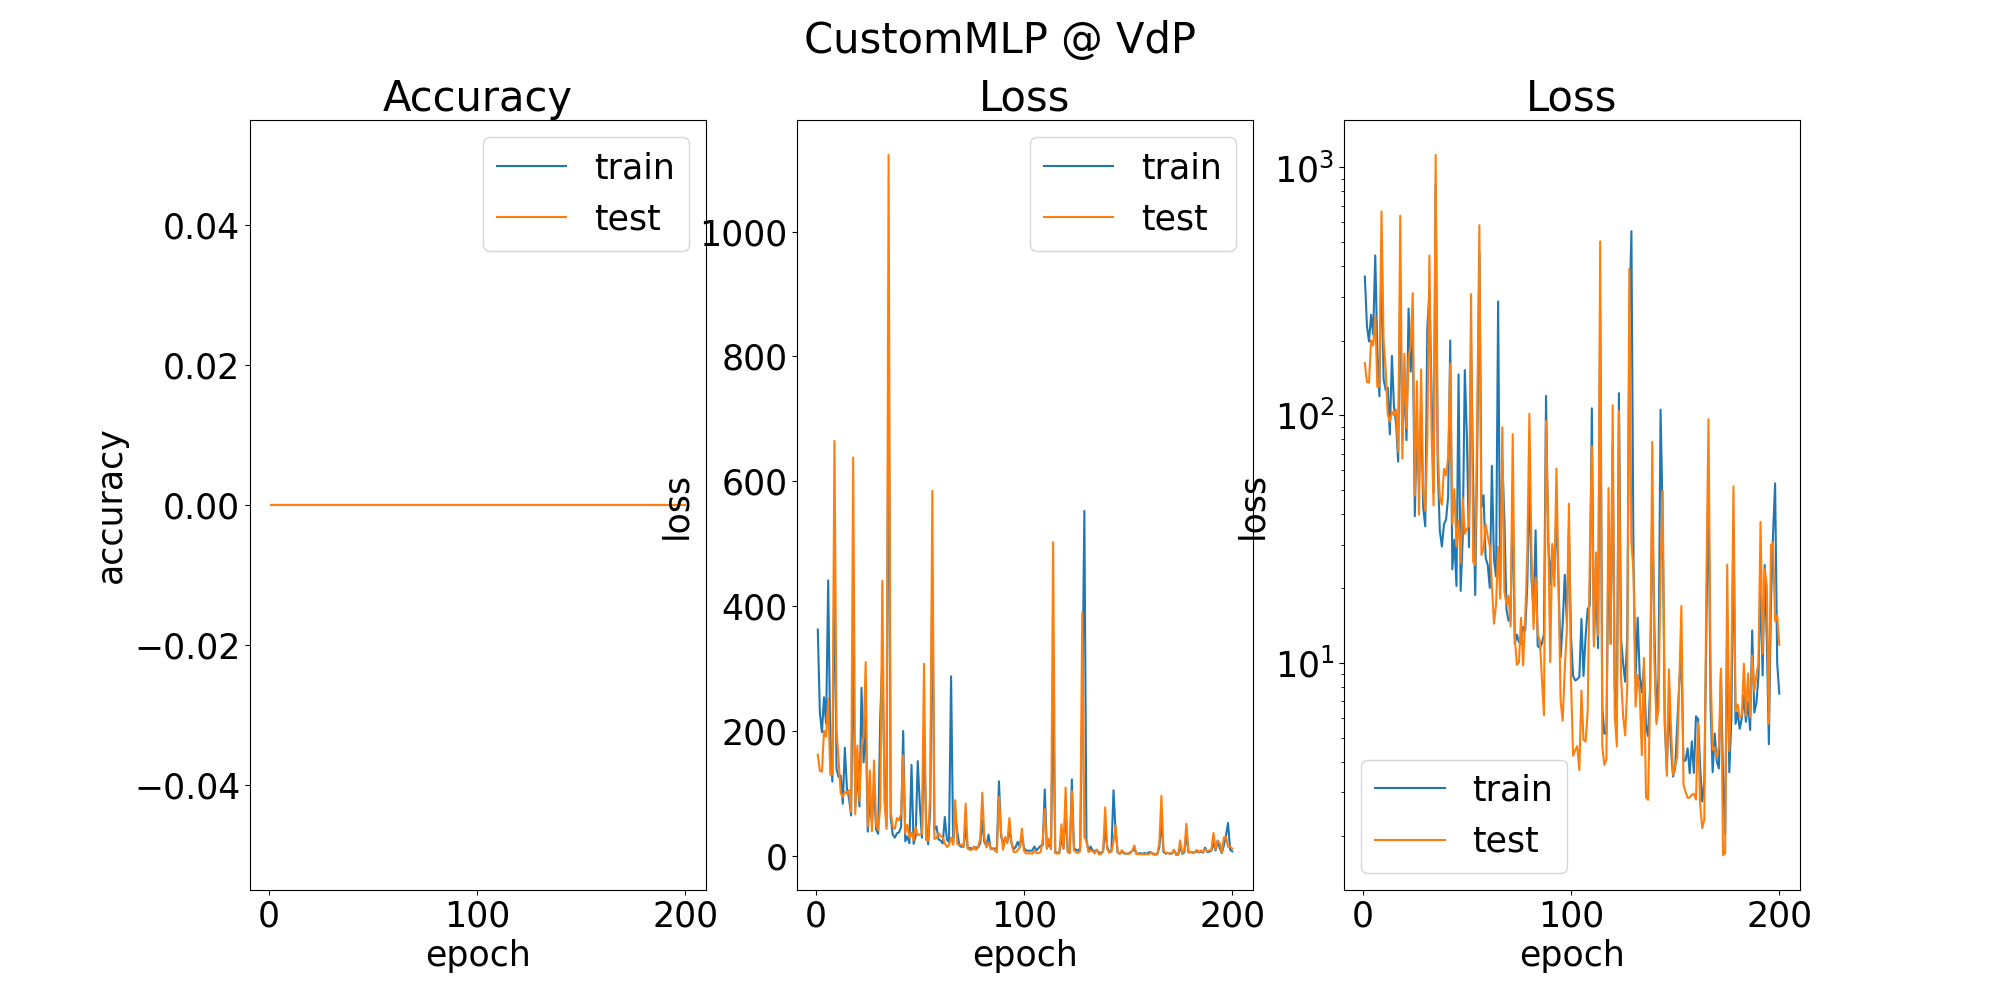 CustomMLP @ VdP
Accuracy
train
test
0.04
0.02
0.00
−0.02
−0.04
accuracy
0
100
200
epoch
Loss
train
test
1000
800
600
400
200
0
loss
0
100
200
epoch
Loss
10³
10²
10¹
loss
train
test
0
100
200
epoch